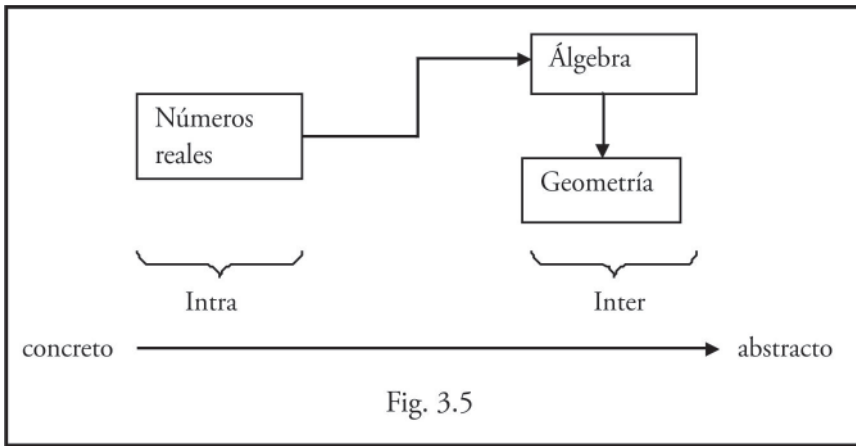 Álgebra
Números
reales
Geometría
Intra
Inter
concreto
abstracto
Fig. 3.5